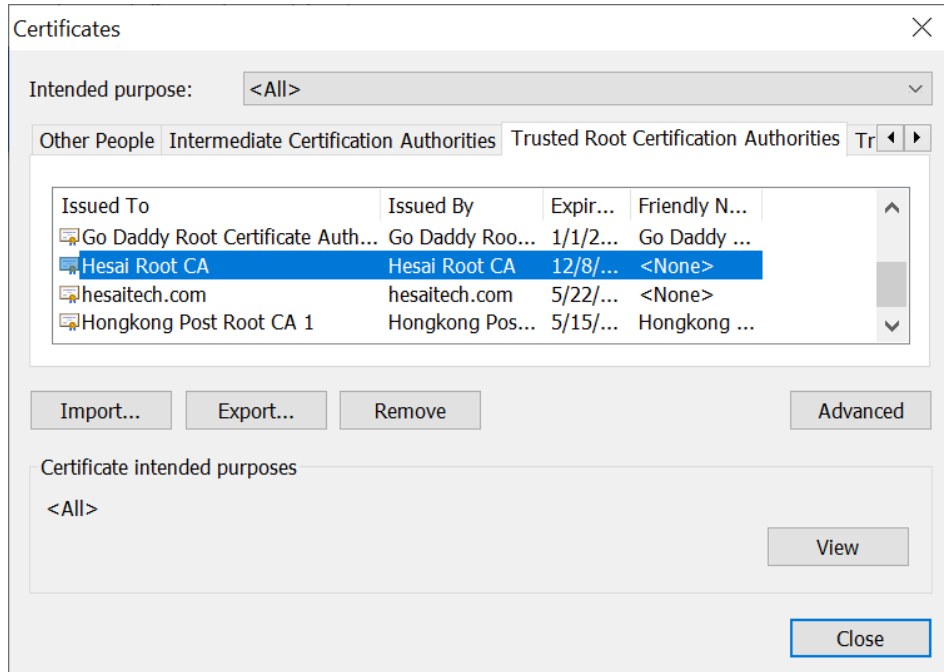 Certificates
Intended purpose: <All>
Other People Intermediate Certification Authorities Trusted Root Certification Authorities Tr
Issued To Issued By Expir... Friendly N...
Go Daddy Root Certificate Auth... Go Daddy Roo... 1/1/2... Go Daddy ...
Hesai Root CA Hesai Root CA 12/8/... <None>
hesaitech.com hesaitech.com 5/22/... <None>
Hongkong Post Root CA 1 Hongkong Pos... 5/15/... Hongkong ...
Import... Export... Remove Advanced
Certificate intended purposes
<All>
View
Close